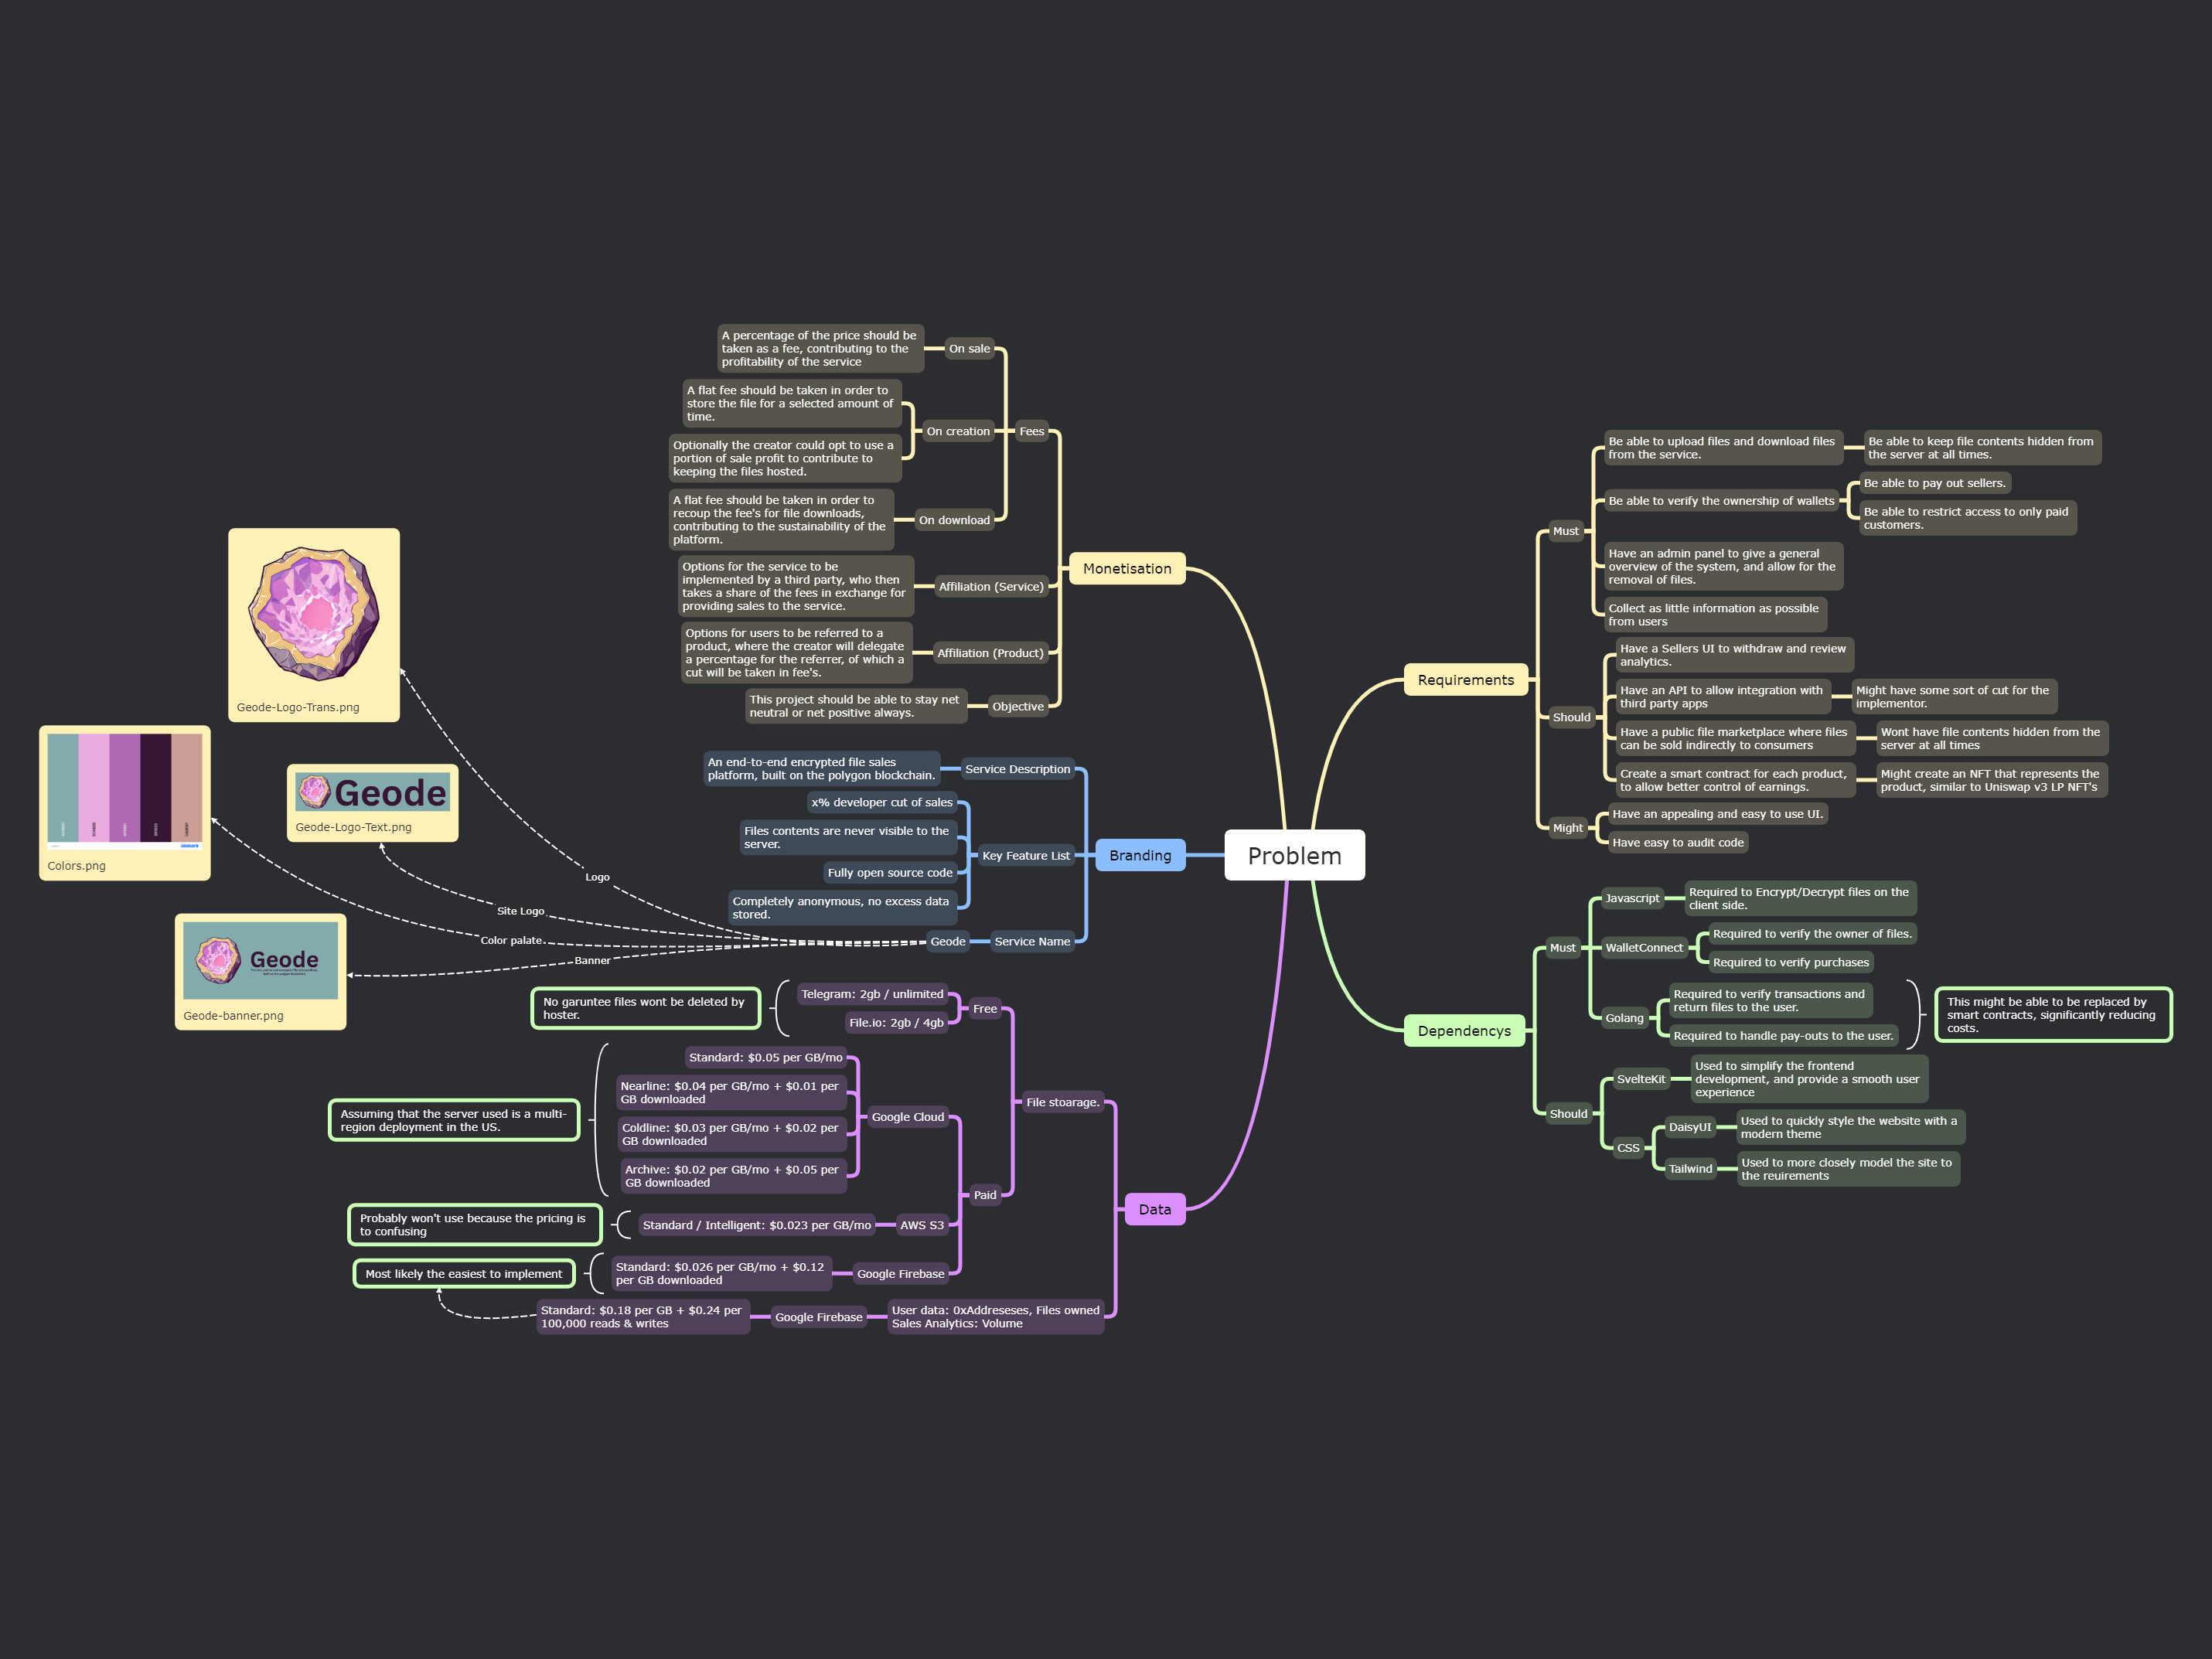 Problem
Monetisation
Fees
On sale
A percentage of the price should be
taken as a fee, contributing to the
profitability of the service
On creation
A flat fee should be taken in order to
store the file for a selected amount of
time.
Optionally the creator could opt to use a
portion of sale profit to contribute to
keeping the files hosted.
On download
A flat fee should be taken in order to
recoup the fee's for file downloads,
contributing to the sustainability of the
platform.
Affiliation (Service)
Options for the service to be
implemented by a third party, who then
takes a share of the fees in exchange for
providing sales to the service.
Affiliation (Product)
Options for users to be referred to a
product, where the creator will delegate
a percentage for the referrer, of which a
cut will be taken in fee's.
Objective
This project should be able to stay net
neutral or net positive always.
Branding
Service Description
An end-to-end encrypted file sales
platform, built on the polygon blockchain.
Key Feature List
x% developer cut of sales
Files contents are never visible to the
server.
Fully open source code
Completely anonymous, no excess data
stored.
Service Name
Geode
Logo
Site Logo
Color palate.
Banner
Geode-Logo-Trans.png
Colors.png
Geode
Geode-Logo-Text.png
Geode
Geode-banner.png
Data
File stoarage.
Free
Telegram: 2gb / unlimited
File.io: 2gb / 4gb
No garuntee files wont be deleted by
hoster.
Paid
Google Cloud
Standard: $0.05 per GB/mo
Nearline: $0.04 per GB/mo + $0.01 per
GB downloaded
Coldline: $0.03 per GB/mo + $0.02 per
GB downloaded
Archive: $0.02 per GB/mo + $0.05 per
GB downloaded
Assuming that the server used is a multi-
region deployment in the US.
AWS S3
Standard / Intelligent: $0.023 per GB/mo
Probably won't use because the pricing is
to confusing
Google Firebase
Standard: $0.026 per GB/mo + $0.12
per GB downloaded
Most likely the easiest to implement
User data: 0xAddreseses, Files owned
Sales Analytics: Volume
Google Firebase
Standard: $0.18 per GB + $0.24 per
100,000 reads & writes
Requirements
Must
Be able to upload files and download files
from the service.
Be able to keep file contents hidden from
the server at all times.
Be able to verify the ownership of wallets
Be able to pay out sellers.
Be able to restrict access to only paid
customers.
Have an admin panel to give a general
overview of the system, and allow for the
removal of files.
Collect as little information as possible
from users
Should
Have a Sellers UI to withdraw and review
analytics.
Have an API to allow integration with
third party apps
Might have some sort of cut for the
implementor.
Have a public file marketplace where files
can be sold indirectly to consumers
Wont have file contents hidden from the
server at all times
Create a smart contract for each product,
to allow better control of earnings.
Might create an NFT that represents the
product, similar to Uniswap v3 LP NFT's
Might
Have an appealing and easy to use UI.
Have easy to audit code
Dependencys
Must
Javascript
Required to Encrypt/Decrypt files on the
client side.
WalletConnect
Required to verify the owner of files.
Required to verify purchases
Golang
Required to verify transactions and
return files to the user.
Required to handle pay-outs to the user.
This might be able to be replaced by
smart contracts, significantly reducing
costs.
Should
SvelteKit
Used to simplify the frontend
development, and provide a smooth user
experience
CSS
DaisyUI
Used to quickly style the website with a
modern theme
Tailwind
Used to more closely model the site to
the reuirements